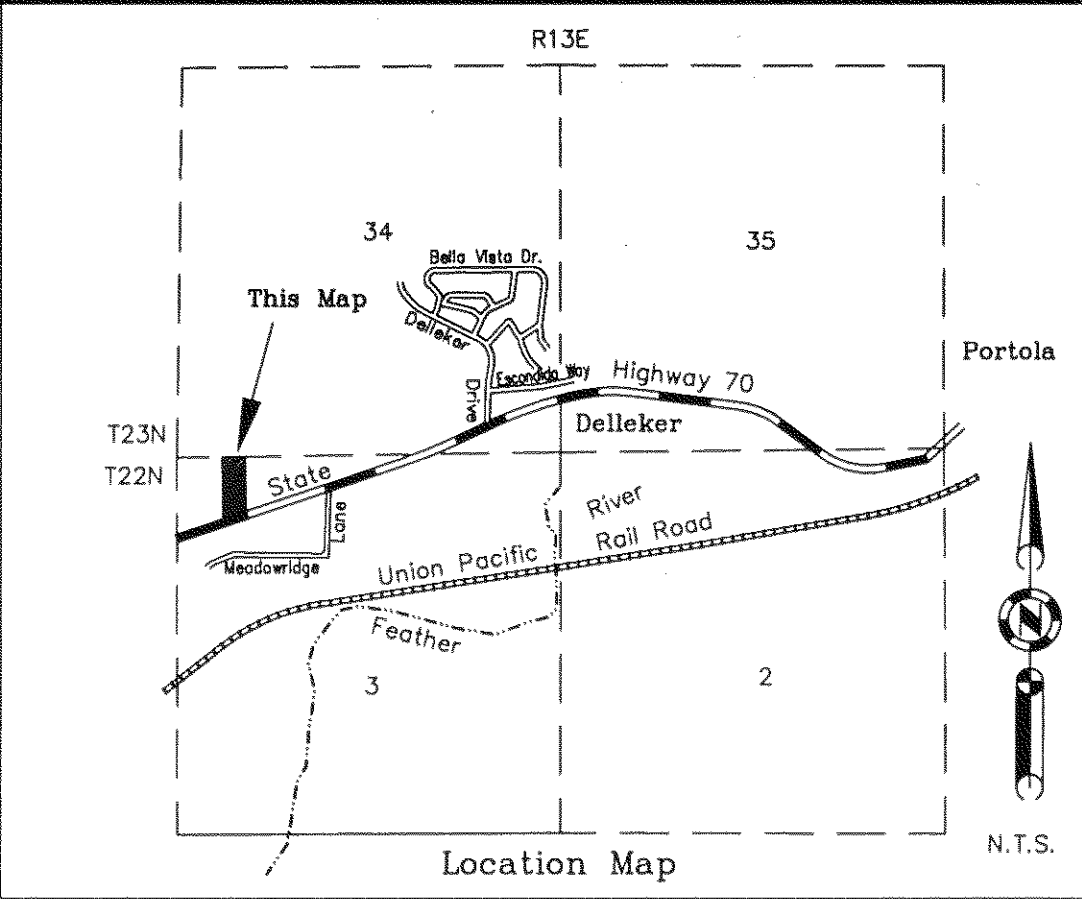 R13E
34
35
Bella Vista Dr.
This Map
Delleker
Drive
Escondido Way
Highway 70
Portola
Delleker
T23N
T22N
State
Lane
River
Rail Road
Meadowridge
Union Pacific
Feather
3
2
N
N.T.S.
Location Map